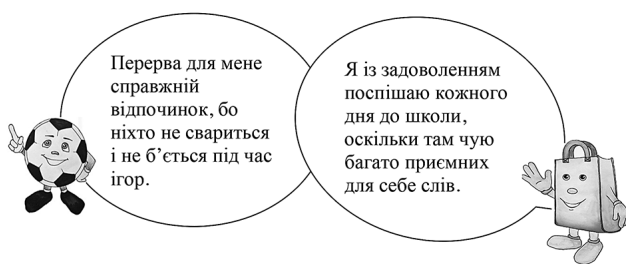 Перерва для мене
справжній
відпочинок, бо
ніхто не свариться
і не б’ється під час
ігор.
Я із задоволенням
поспішаю кожного
дня до школи,
оскільки там чую
багато приємних
для себе слів.